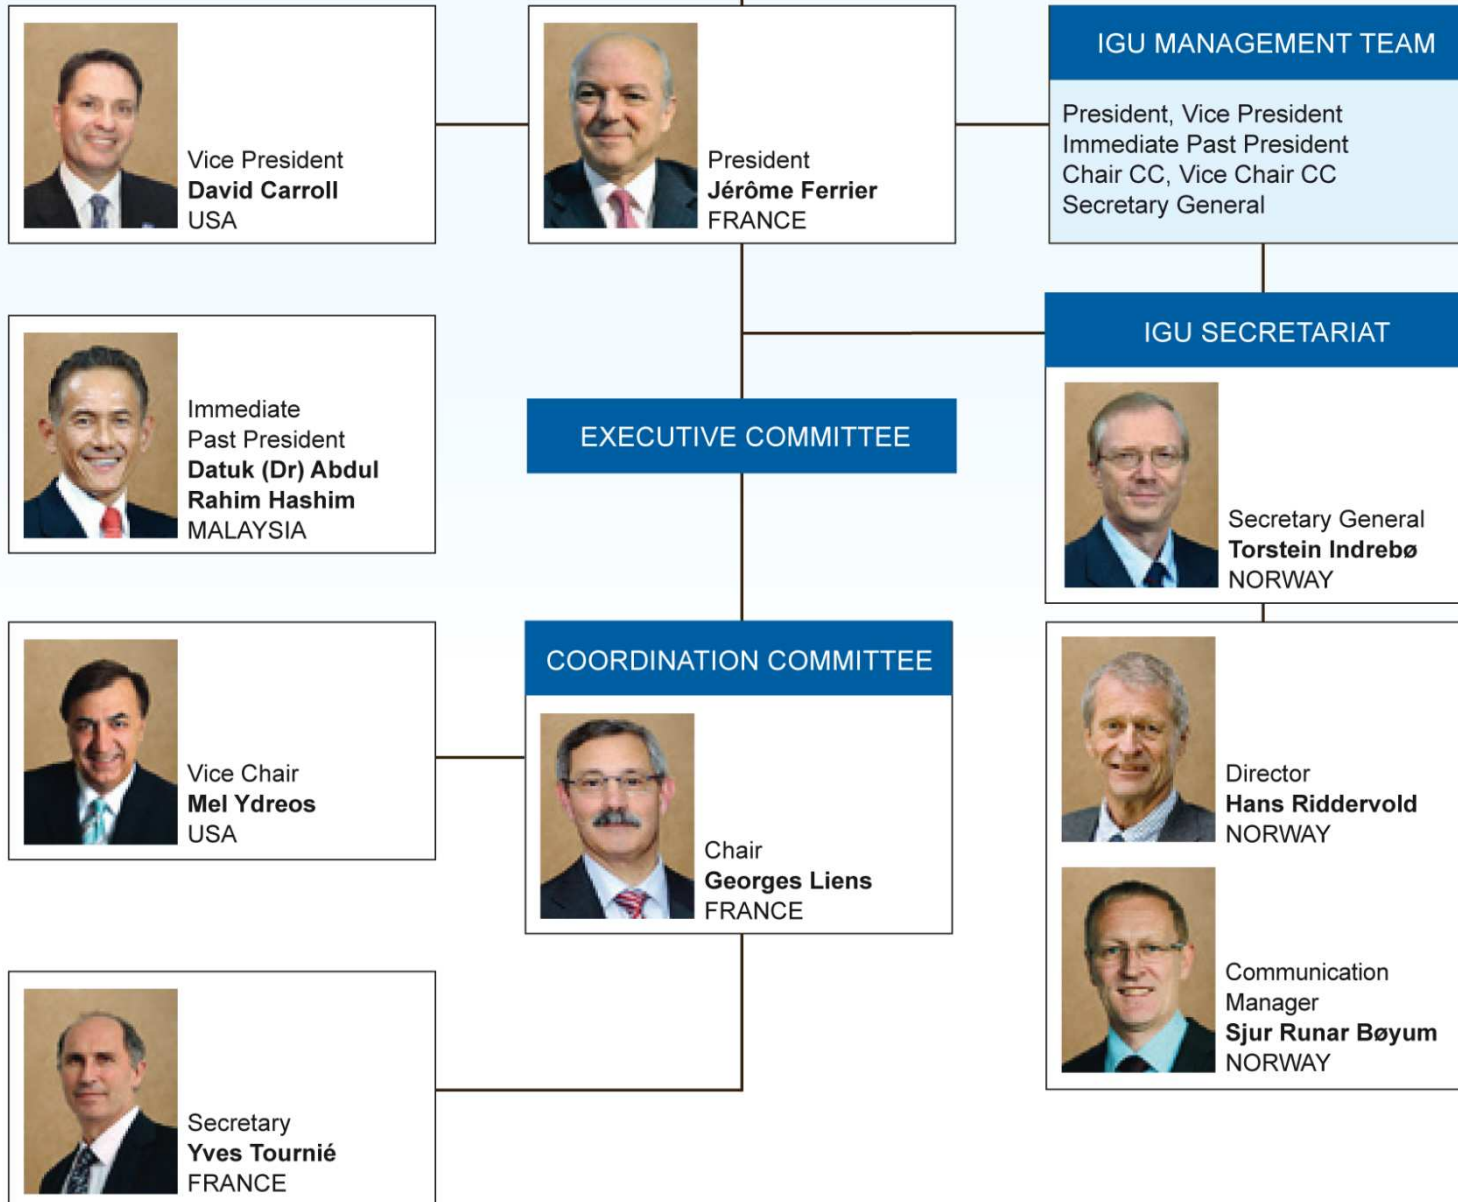 Vice President
David Carroll
USA
President
Jérôme Ferrier
FRANCE
IGU MANAGEMENT TEAM
President, Vice President
Immediate Past President
Chair CC, Vice Chair CC
Secretary General
Immediate
Past President
Datuk (Dr) Abdul
Rahim Hashim
MALAYSIA
EXECUTIVE COMMITTEE
IGU SECRETARIAT
Secretary General
Torstein Indrebø
NORWAY
Vice Chair
Mel Ydreos
USA
COORDINATION COMMITTEE
Chair
Georges Liens
FRANCE
Director
Hans Riddervold
NORWAY
Communication
Manager
Sjur Runar Bøyum
NORWAY
Secretary
Yves Tournié
FRANCE